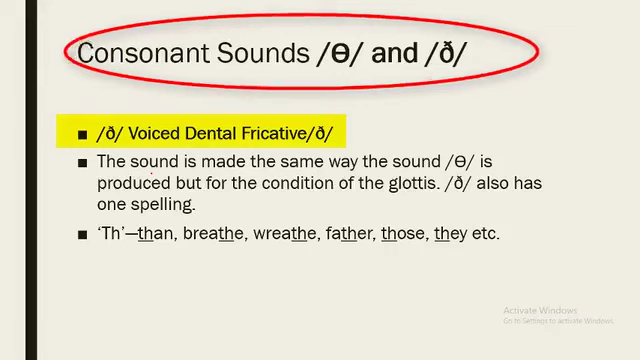 Consonant Sounds /Ɵ/ and /ð/
■ /ð/ Voiced Dental Fricative/ð/
■ The sound is made the same way the sound /Ɵ/ is
produced but for the condition of the glottis. /ð/ also has
one spelling.
■ ‘Th’—than, breathe, wreathe, father, those, they etc.
Activate Windows
Go to Settings to activate Windows.